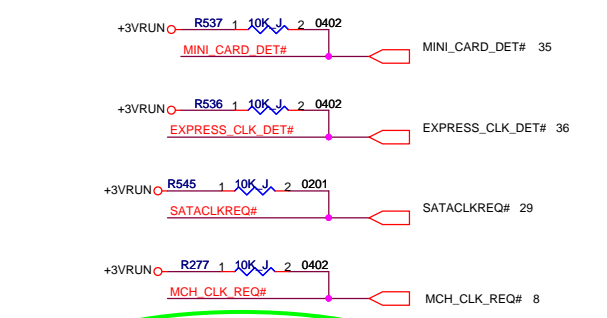 +3VRUN R537 1 10K_J 2 0402
MINI_CARD_DET# MINI_CARD_DET# 35
+3VRUN R536 1 10K_J 2 0402
EXPRESS_CLK_DET# EXPRESS_CLK_DET# 36
+3VRUN R545 1 10K_J 2 0201
SATACLKREQ# SATACLKREQ# 29
+3VRUN R277 1 10K_J 2 0402
MCH_CLK_REQ# MCH_CLK_REQ# 8